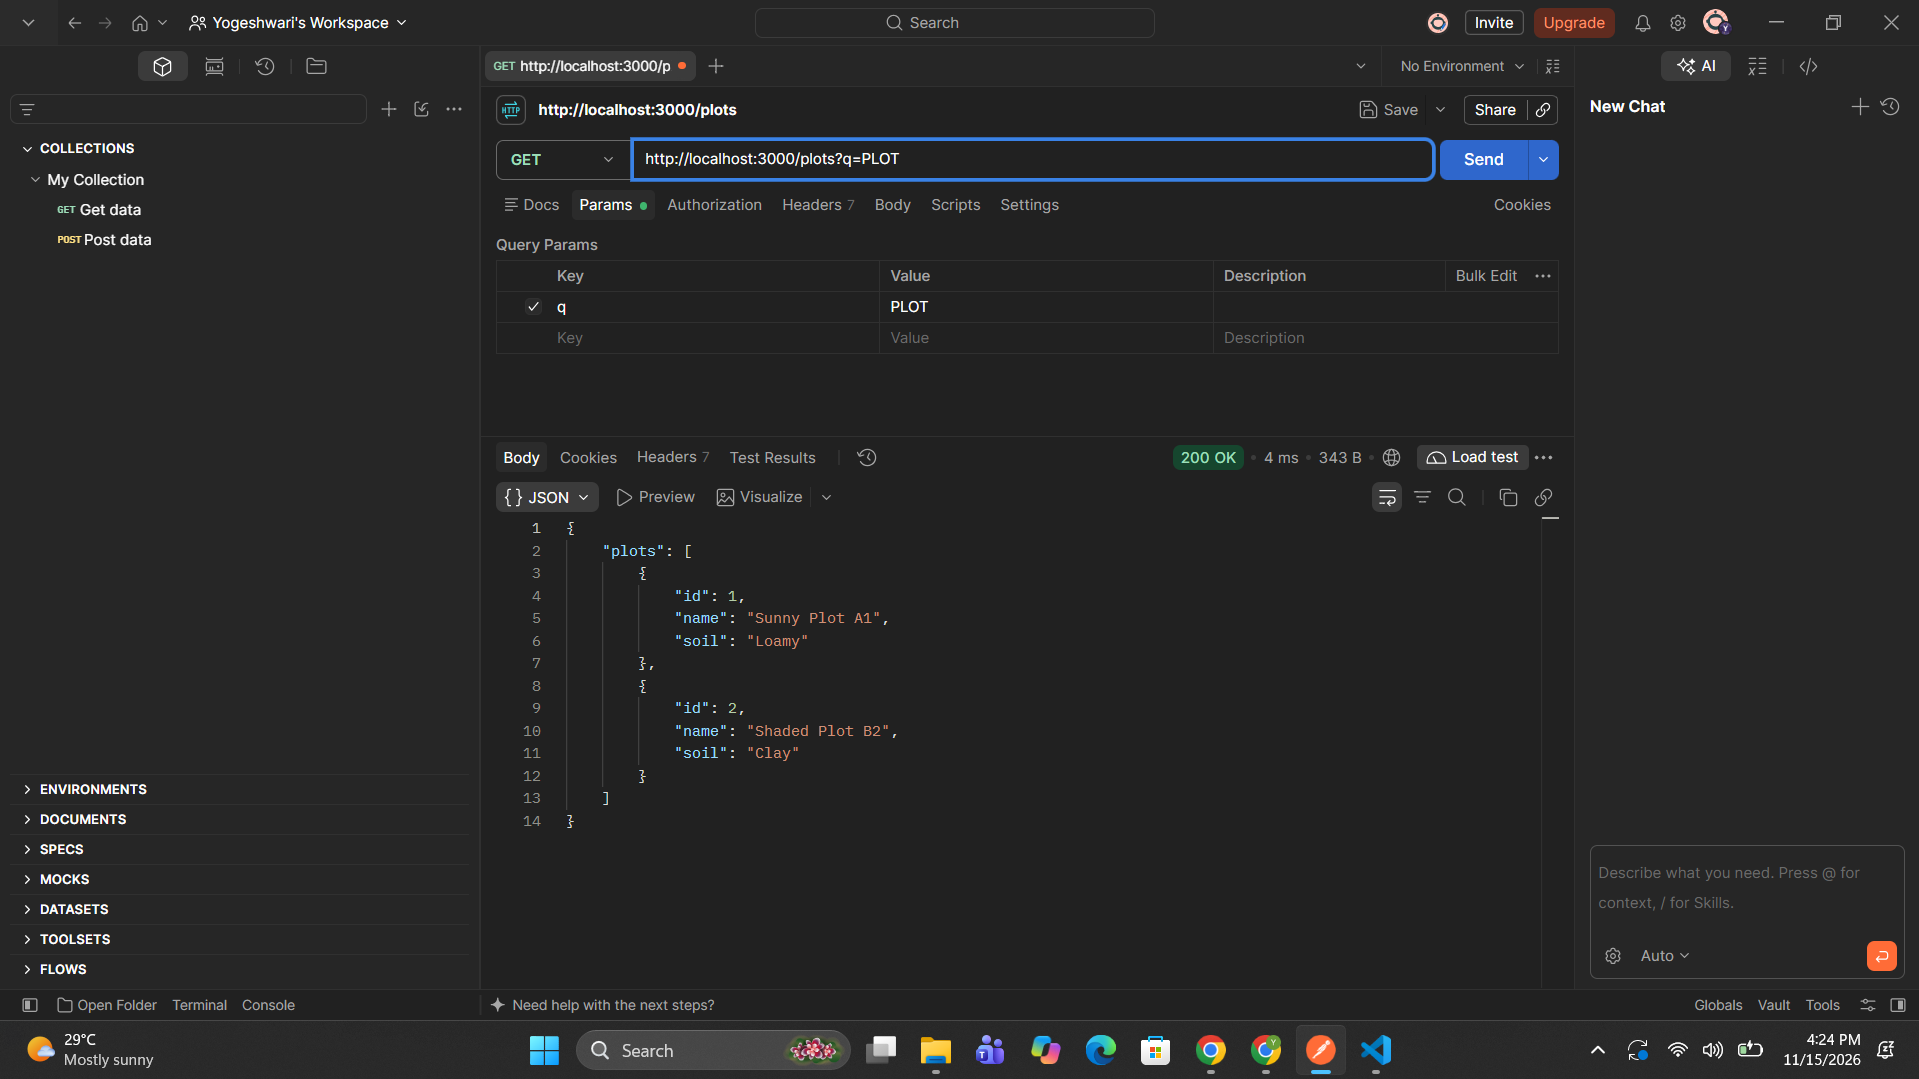 Yogeshwari's Workspace
Search
Invite
Upgrade
GET http://localhost:3000/p
No Environment
AI
HTTP http://localhost:3000/plots
Save
Share
New Chat
COLLECTIONS
My Collection
GET Get data
POST Post data
GET
http://localhost:3000/plots?q=PLOT
Send
Docs
Params
Authorization
Headers 7
Body
Scripts
Settings
Cookies
Query Params
Key Value Description Bulk Edit
q PLOT
Key Value Description
Body Cookies Headers 7 Test Results
200 OK • 4 ms • 343 B •
Load test
{} JSON
Preview
Visualize
1 {
2 "plots": [
3 {
4 "id": 1,
5 "name": "Sunny Plot A1",
6 "soil": "Loamy"
7 },
8 {
9 "id": 2,
10 "name": "Shaded Plot B2",
11 "soil": "Clay"
12 }
13 ]
14 }
ENVIRONMENTS
DOCUMENTS
SPECS
MOCKS
DATASETS
TOOLSETS
FLOWS
Describe what you need. Press @ for
context, / for Skills.
Auto
Open Folder Terminal Console
Need help with the next steps?
Globals Vault Tools
29°C
Mostly sunny
Search
4:24 PM
11/15/2026